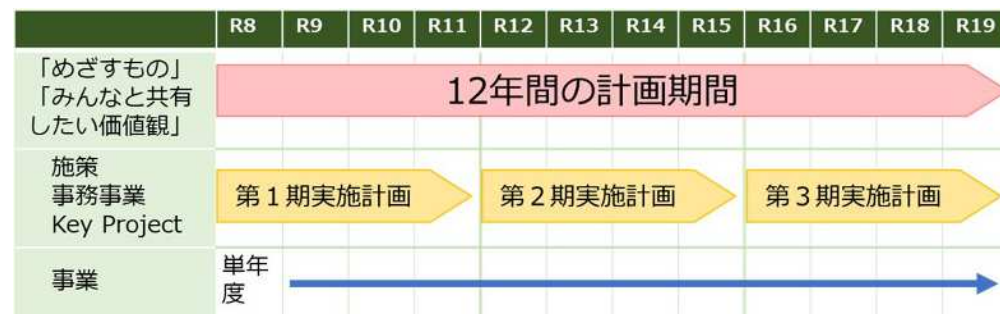 R8 R9 R10 R11 R12 R13 R14 R15 R16 R17 R18 R19
「めざすもの」
「みんなと共有
したい価値観」
12年間の計画期間
施策
事務事業
Key Project
第１期実施計画 第２期実施計画 第３期実施計画
事業
単年
度